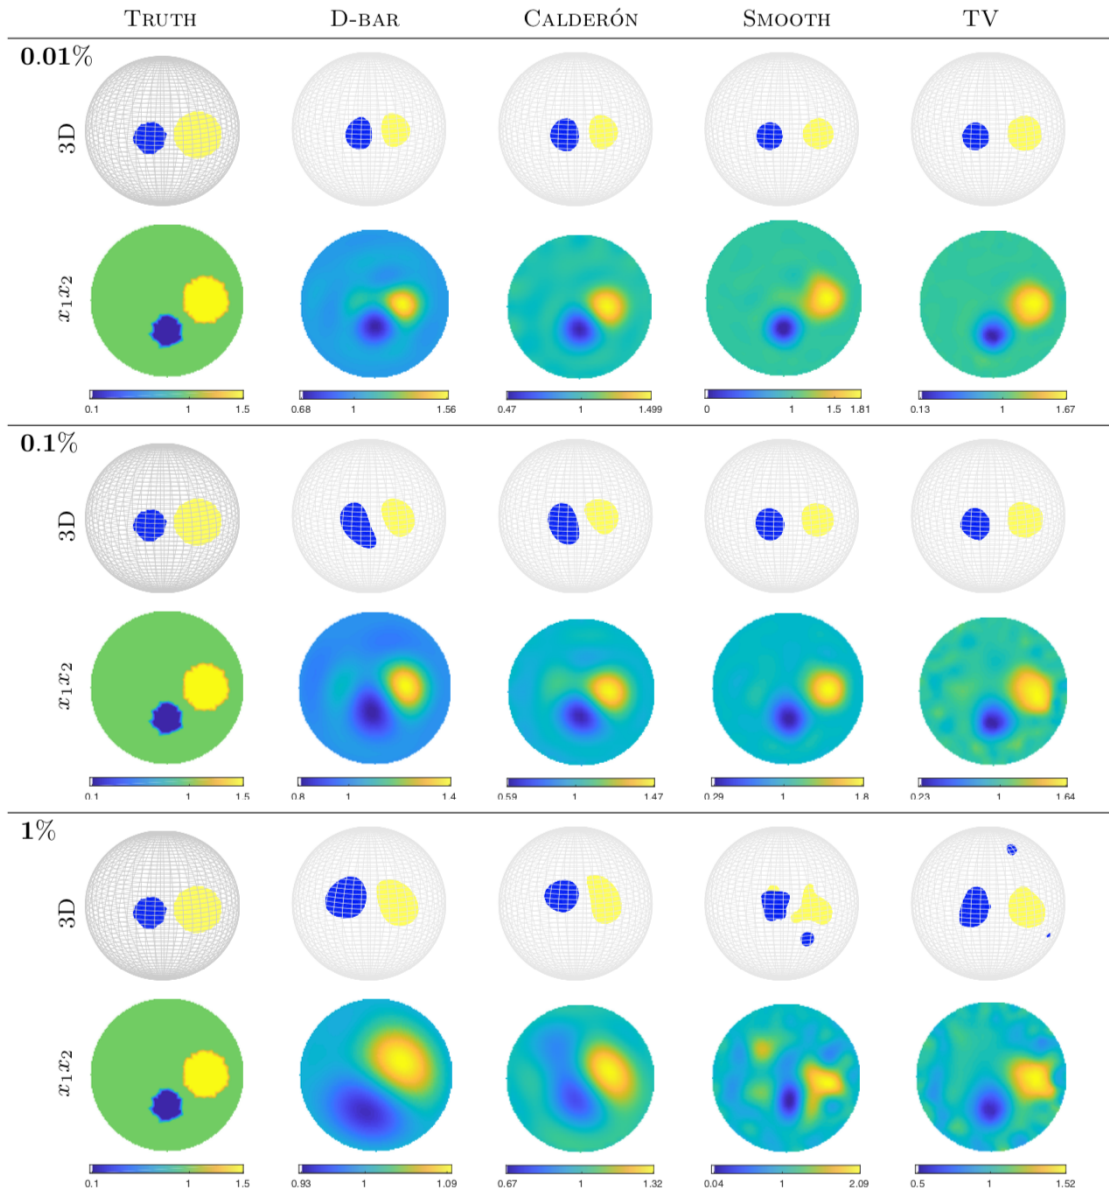 TRUTH D-BAR CALDERÓN SMOOTH TV
0.01%
3D
x₁x₂
0.1 1 1.5 0.68 1 1.56 0.47 1 1.499 0 1 1.5 1.81 0.13 1 1.67
0.1%
3D
x₁x₂
0.1 1 1.5 0.8 1 1.4 0.59 1 1.47 0.29 1 1.8 0.23 1 1.64
1%
3D
x₁x₂
0.1 1 1.5 0.93 1 1.09 0.67 1 1.32 0.04 1 2.09 0.5 1 1.52